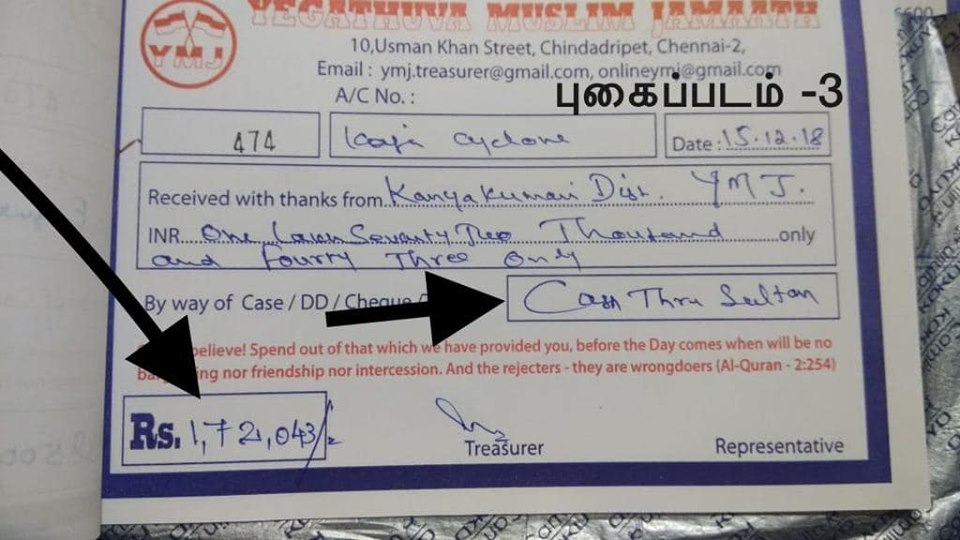 YEGATHUVA MUSLIM JAMAATH
YMJ
10,Usman Khan Street, Chindadripet, Chennai-2,
Email : ymj.treasurer@gmail.com, onlineymj@gmail.com
A/C No. :
புகைப்படம் -3
474
Kaja Cyclone
Date : 15.12.18
Received with thanks from Kanyakumari Dist. YMJ.
INR One Lakh Seventy Two Thousand only
and Fourty Three Only
By way of Case / DD / Cheque
Cash Thru Sultan
believe! Spend out of that which we have provided you, before the Day comes when will be no
nor friendship nor intercession. And the rejecters - they are wrongdoers (Al-Quran - 2:254)
Rs. 1,72,043/-
Treasurer
Representative